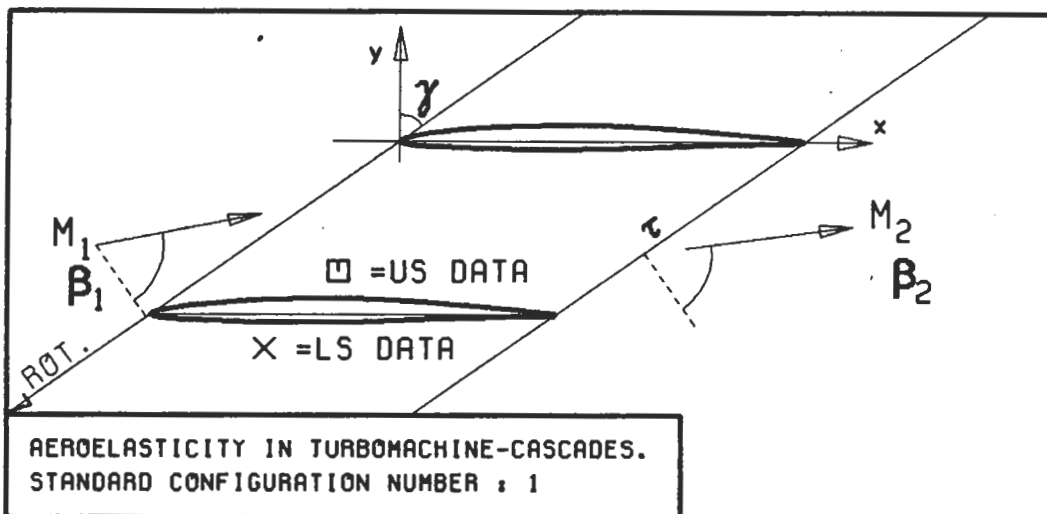 y
γ
x
M₁
β₁
τ
M₂
β₂
⊡ =US DATA
× =LS DATA
ROT.
AEROELASTICITY IN TURBOMACHINE-CASCADES.
STANDARD CONFIGURATION NUMBER : 1